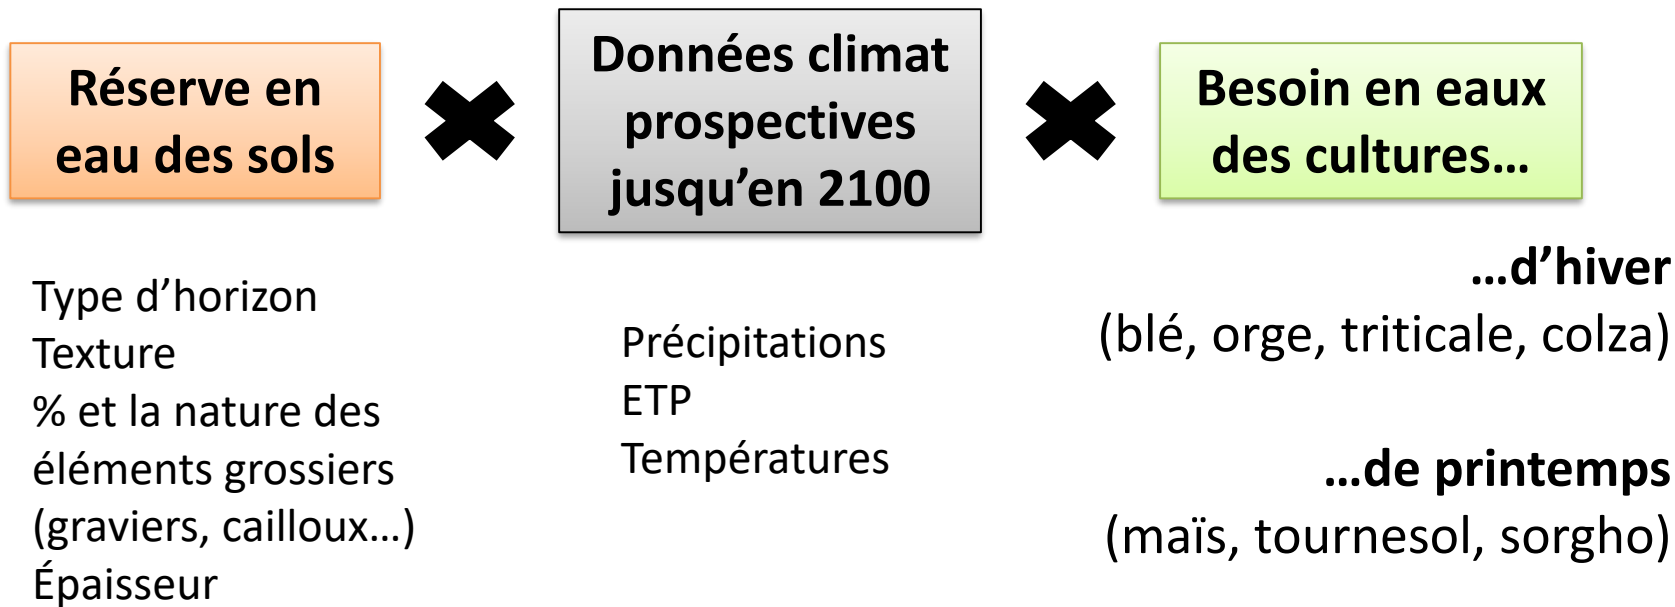 Réserve en
eau des sols
Données climat
prospectives
jusqu’en 2100
Besoin en eaux
des cultures…
Type d’horizon
Texture
% et la nature des
éléments grossiers
(graviers, cailloux…)
Épaisseur
Précipitations
ETP
Températures
…d’hiver
(blé, orge, triticale, colza)
…de printemps
(maïs, tournesol, sorgho)